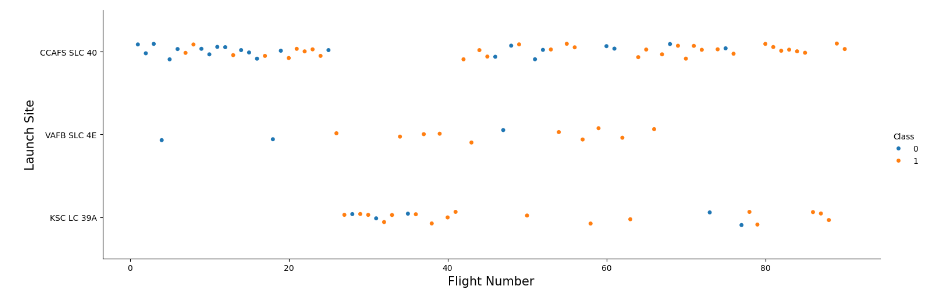 CCAFS SLC 40
VAFB SLC 4E
KSC LC 39A
Launch Site
0 20 40 60 80
Flight Number
Class
0
1